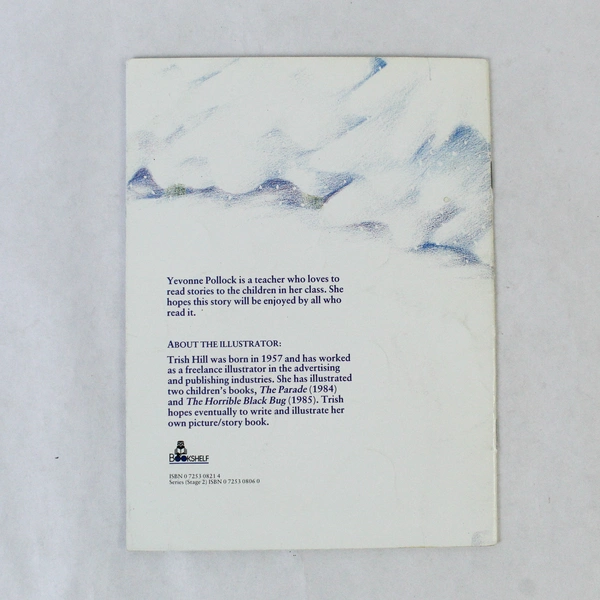 Yevonne Pollock is a teacher who loves to
read stories to the children in her class. She
hopes this story will be enjoyed by all who
read it.
ABOUT THE ILLUSTRATOR:
Trish Hill was born in 1957 and has worked
as a freelance illustrator in the advertising
and publishing industries. She has illustrated
two children's books, The Parade (1984)
and The Horrible Black Bug (1985). Trish
hopes eventually to write and illustrate her
own picture/story book.
BOOKSHELF
ISBN 0 7253 0821 4
Series (Stage 2) ISBN 0 7253 0806 0